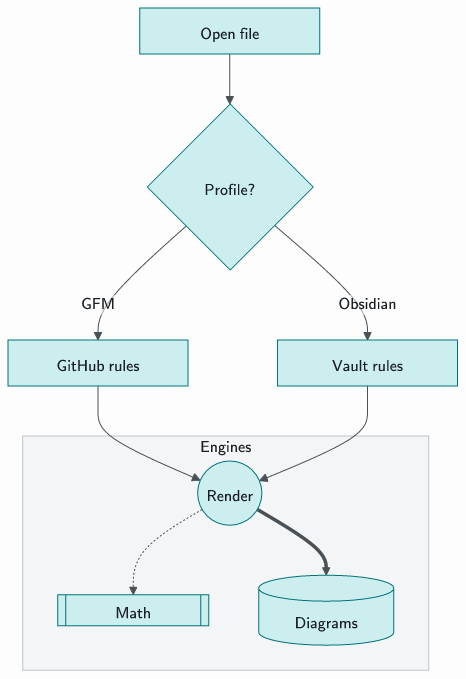 Open file
Profile?
GFM
Obsidian
GitHub rules
Vault rules
Engines
Render
Math
Diagrams